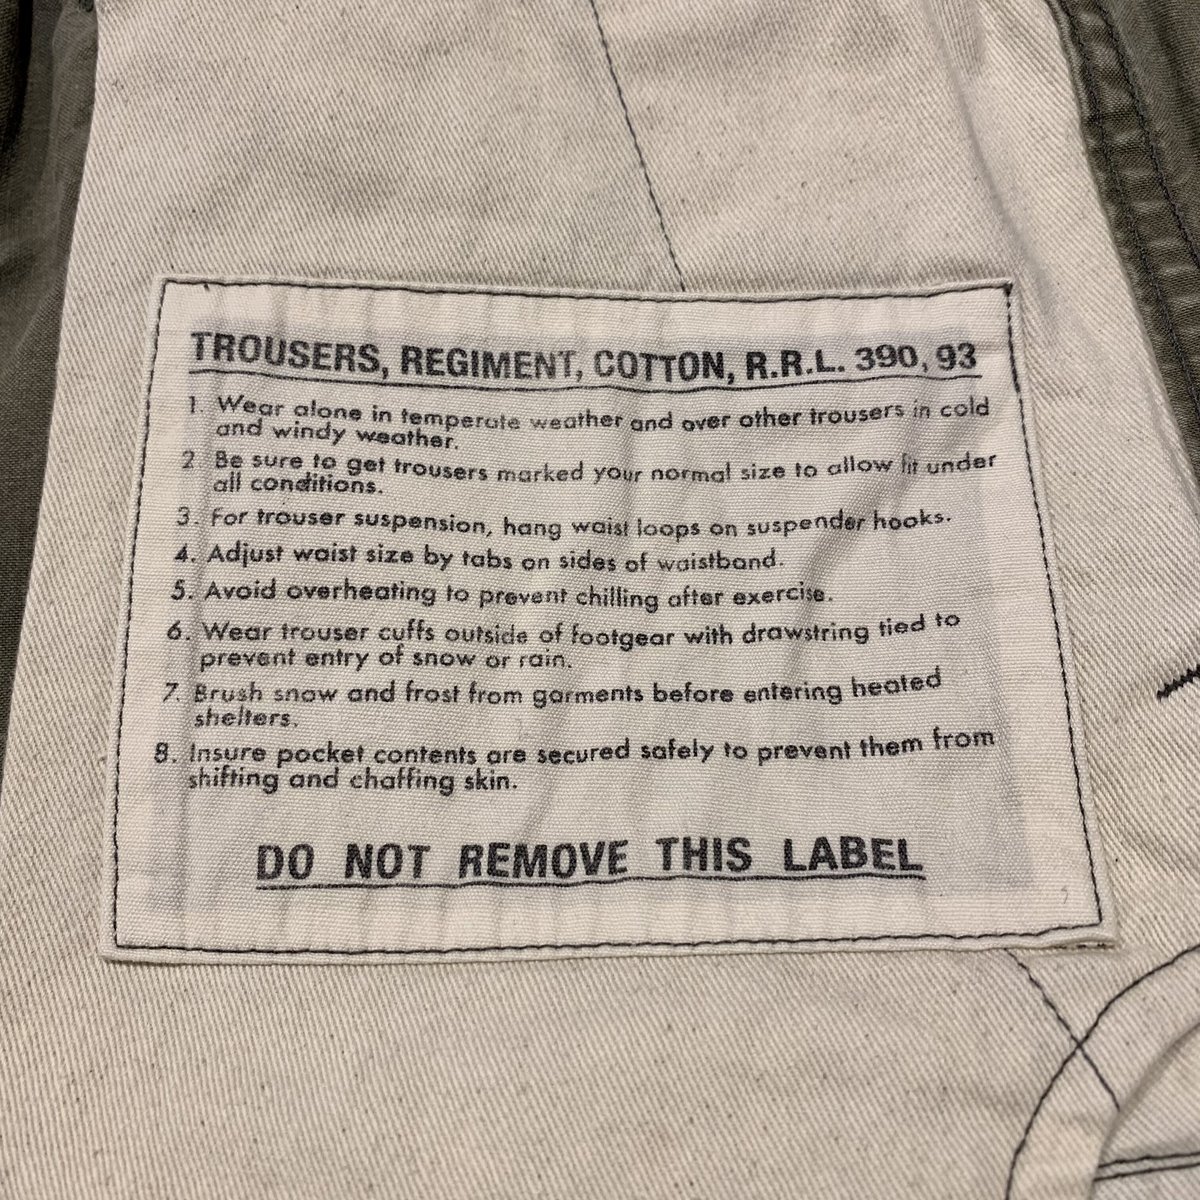 TROUSERS, REGIMENT, COTTON, R.R.L. 390, 93
1. Wear alone in temperate weather and over other trousers in cold
and windy weather.
2. Be sure to get trousers marked your normal size to allow fit under
all conditions.
3. For trouser suspension, hang waist loops on suspender hooks.
4. Adjust waist size by tabs on sides of waistband.
5. Avoid overheating to prevent chilling after exercise.
6. Wear trouser cuffs outside of footgear with drawstring tied to
prevent entry of snow or rain.
7. Brush snow and frost from garments before entering heated
shelters.
8. Insure pocket contents are secured safely to prevent them from
shifting and chaffing skin.
DO NOT REMOVE THIS LABEL